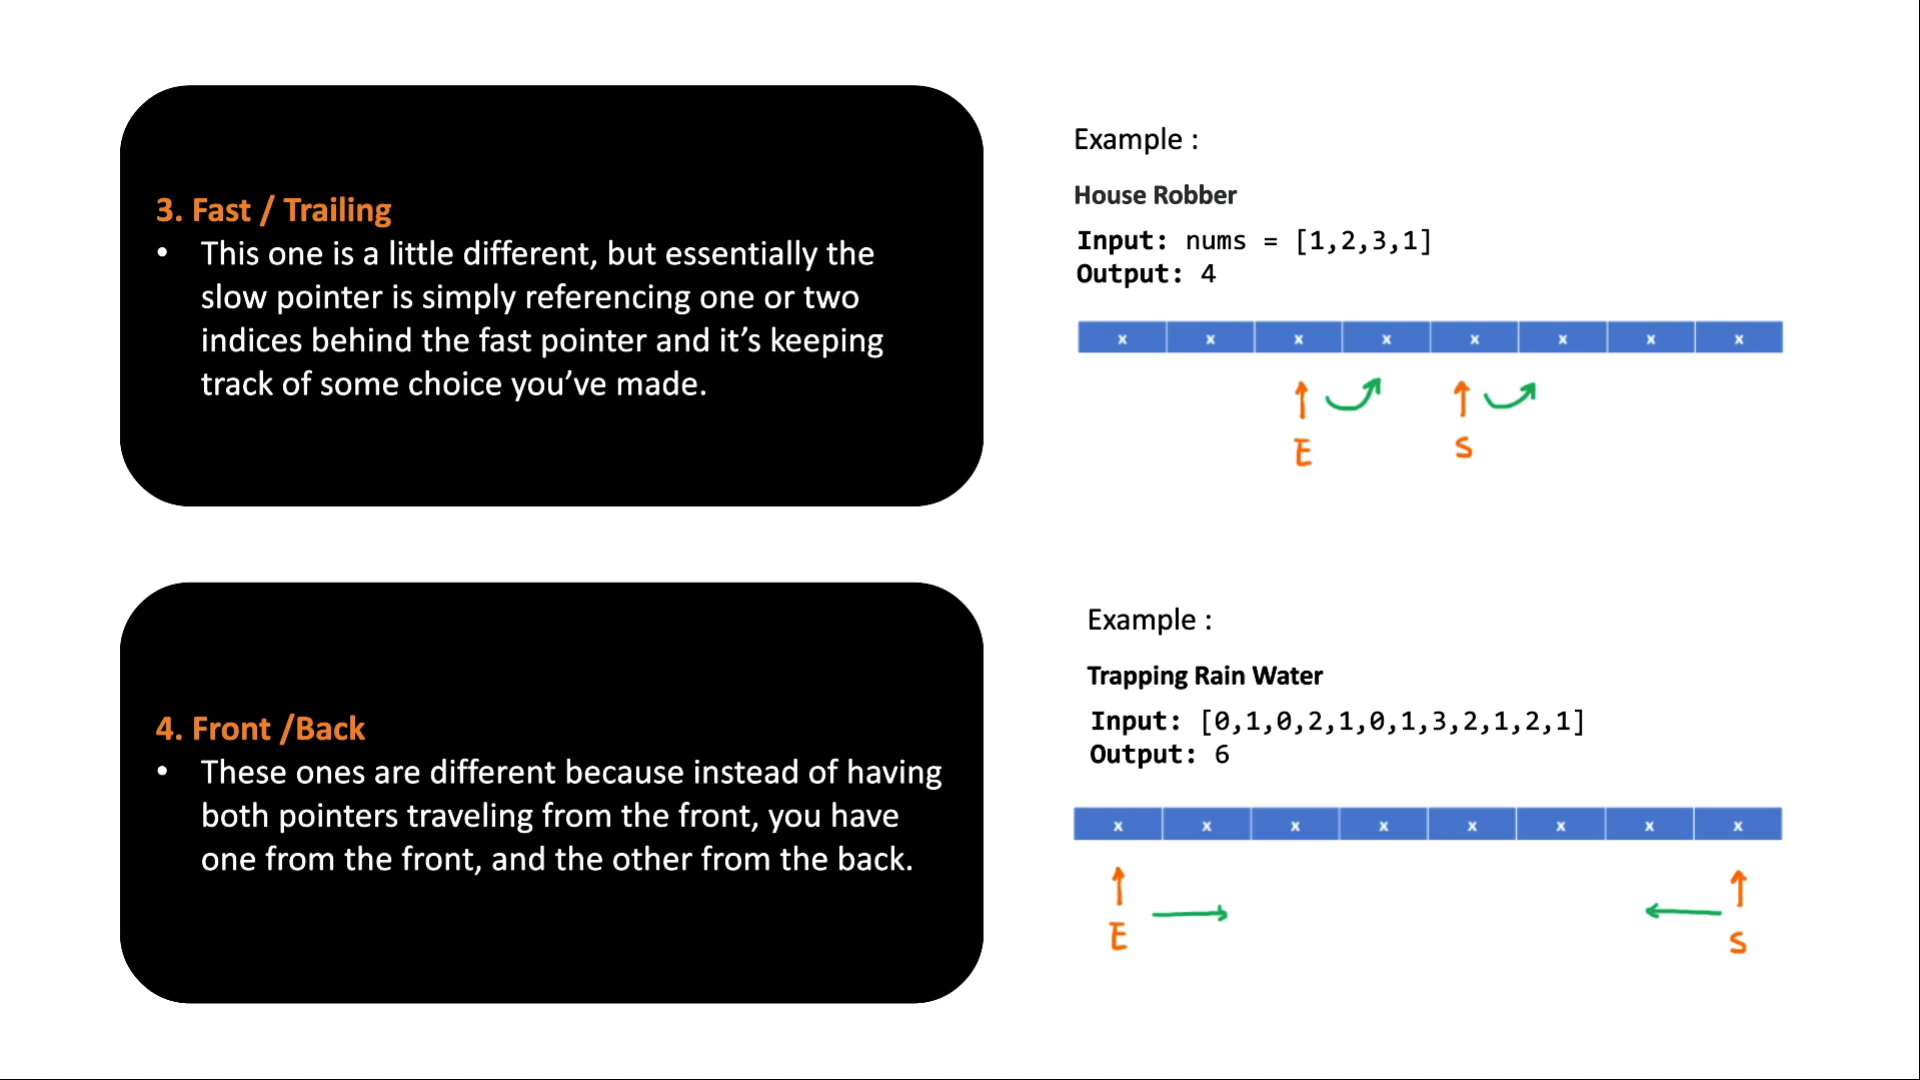 3. Fast / Trailing
• This one is a little different, but essentially the
slow pointer is simply referencing one or two
indices behind the fast pointer and it’s keeping
track of some choice you’ve made.
Example :
House Robber
Input: nums = [1,2,3,1]
Output: 4
x x x x x x x x
E S
4. Front /Back
• These ones are different because instead of having
both pointers traveling from the front, you have
one from the front, and the other from the back.
Example :
Trapping Rain Water
Input: [0,1,0,2,1,0,1,3,2,1,2,1]
Output: 6
x x x x x x x x
E S